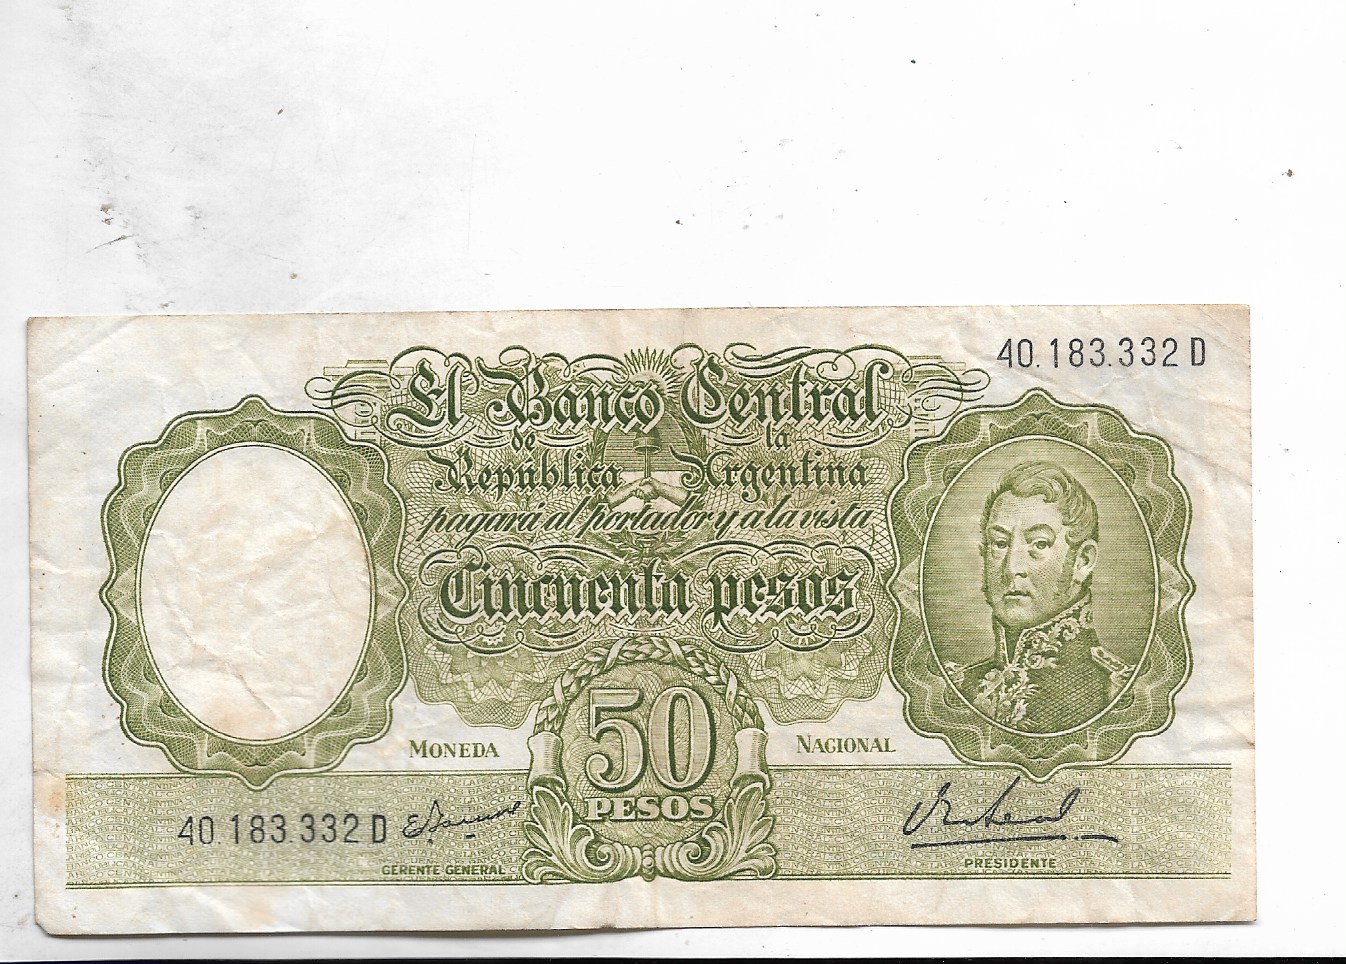 40.183.332 D
El Banco Central
de la
República Argentina
pagará al portador y a la vista
Cincuenta pesos
MONEDA NACIONAL
50
PESOS
40.183.332 D
GERENTE GENERAL
PRESIDENTE